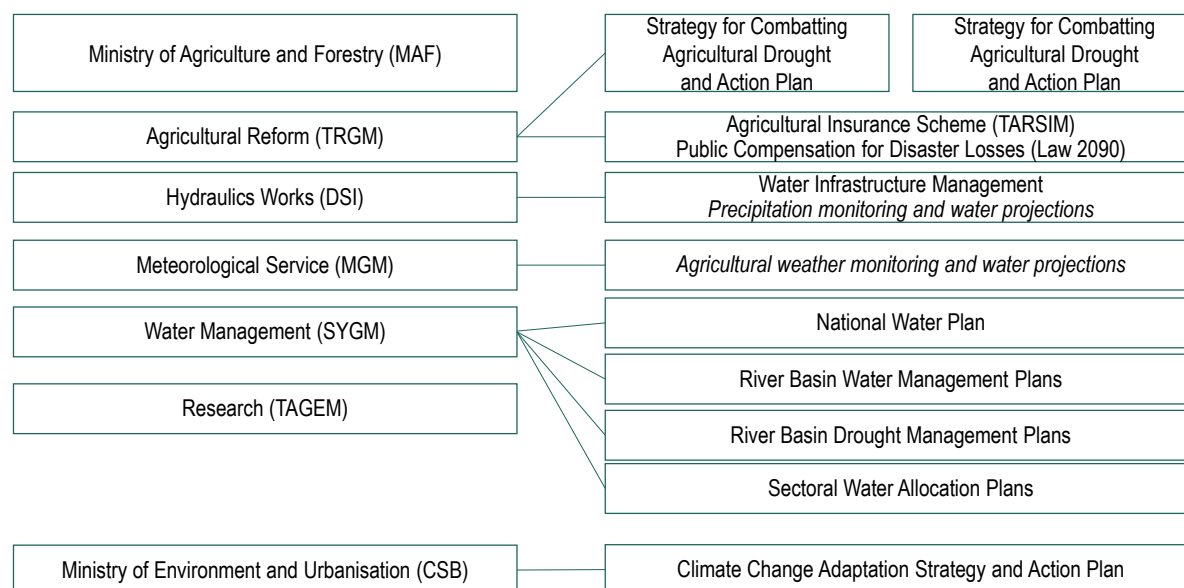 Ministry of Agriculture and Forestry (MAF)
Strategy for Combatting
Agricultural Drought
and Action Plan
Strategy for Combatting
Agricultural Drought
and Action Plan
Agricultural Reform (TRGM)
Agricultural Insurance Scheme (TARSIM)
Public Compensation for Disaster Losses (Law 2090)
Hydraulics Works (DSI)
Water Infrastructure Management
Precipitation monitoring and water projections
Meteorological Service (MGM)
Agricultural weather monitoring and water projections
Water Management (SYGM)
National Water Plan
River Basin Water Management Plans
Research (TAGEM)
River Basin Drought Management Plans
Sectoral Water Allocation Plans
Ministry of Environment and Urbanisation (CSB)
Climate Change Adaptation Strategy and Action Plan